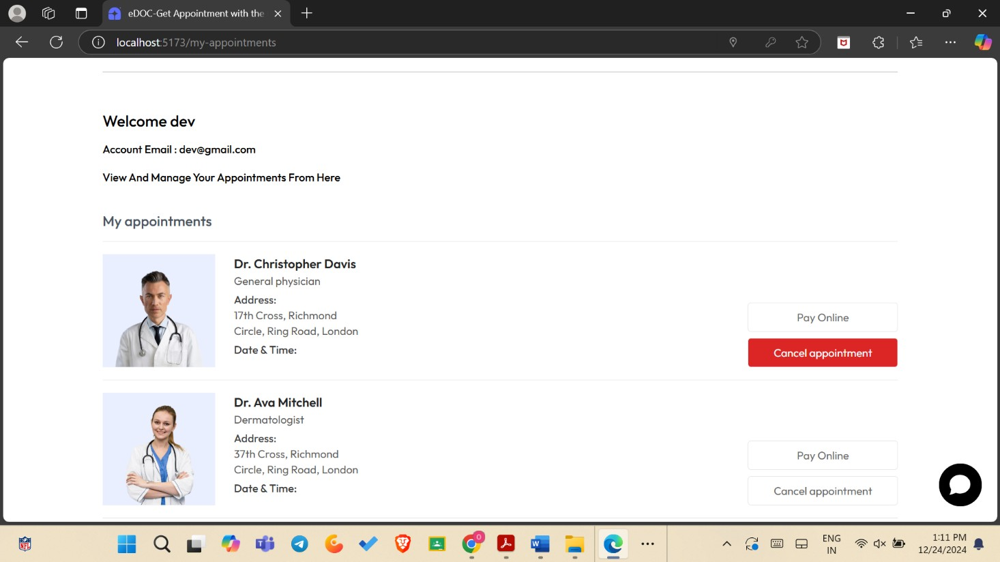 eDOC-Get Appointment with the
localhost:5173/my-appointments
Welcome dev
Account Email : dev@gmail.com
View And Manage Your Appointments From Here
My appointments
Dr. Christopher Davis
General physician
Address:
17th Cross, Richmond
Circle, Ring Road, London
Date & Time:
Pay Online
Cancel appointment
Dr. Ava Mitchell
Dermatologist
Address:
37th Cross, Richmond
Circle, Ring Road, London
Date & Time:
Pay Online
Cancel appointment
NFL
0
ENG
IN
1:11 PM
12/24/2024